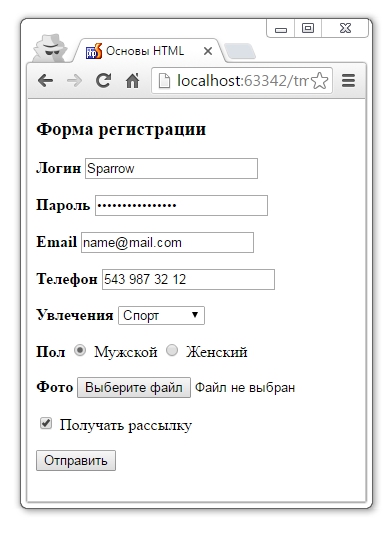 Основы HTML
localhost:63342/tm
Форма регистрации
Логин Sparrow
Пароль ••••••••••••••••
Email name@mail.com
Телефон 543 987 32 12
Увлечения Спорт
Пол Мужской Женский
Фото Выберите файл Файл не выбран
Получать рассылку
Отправить